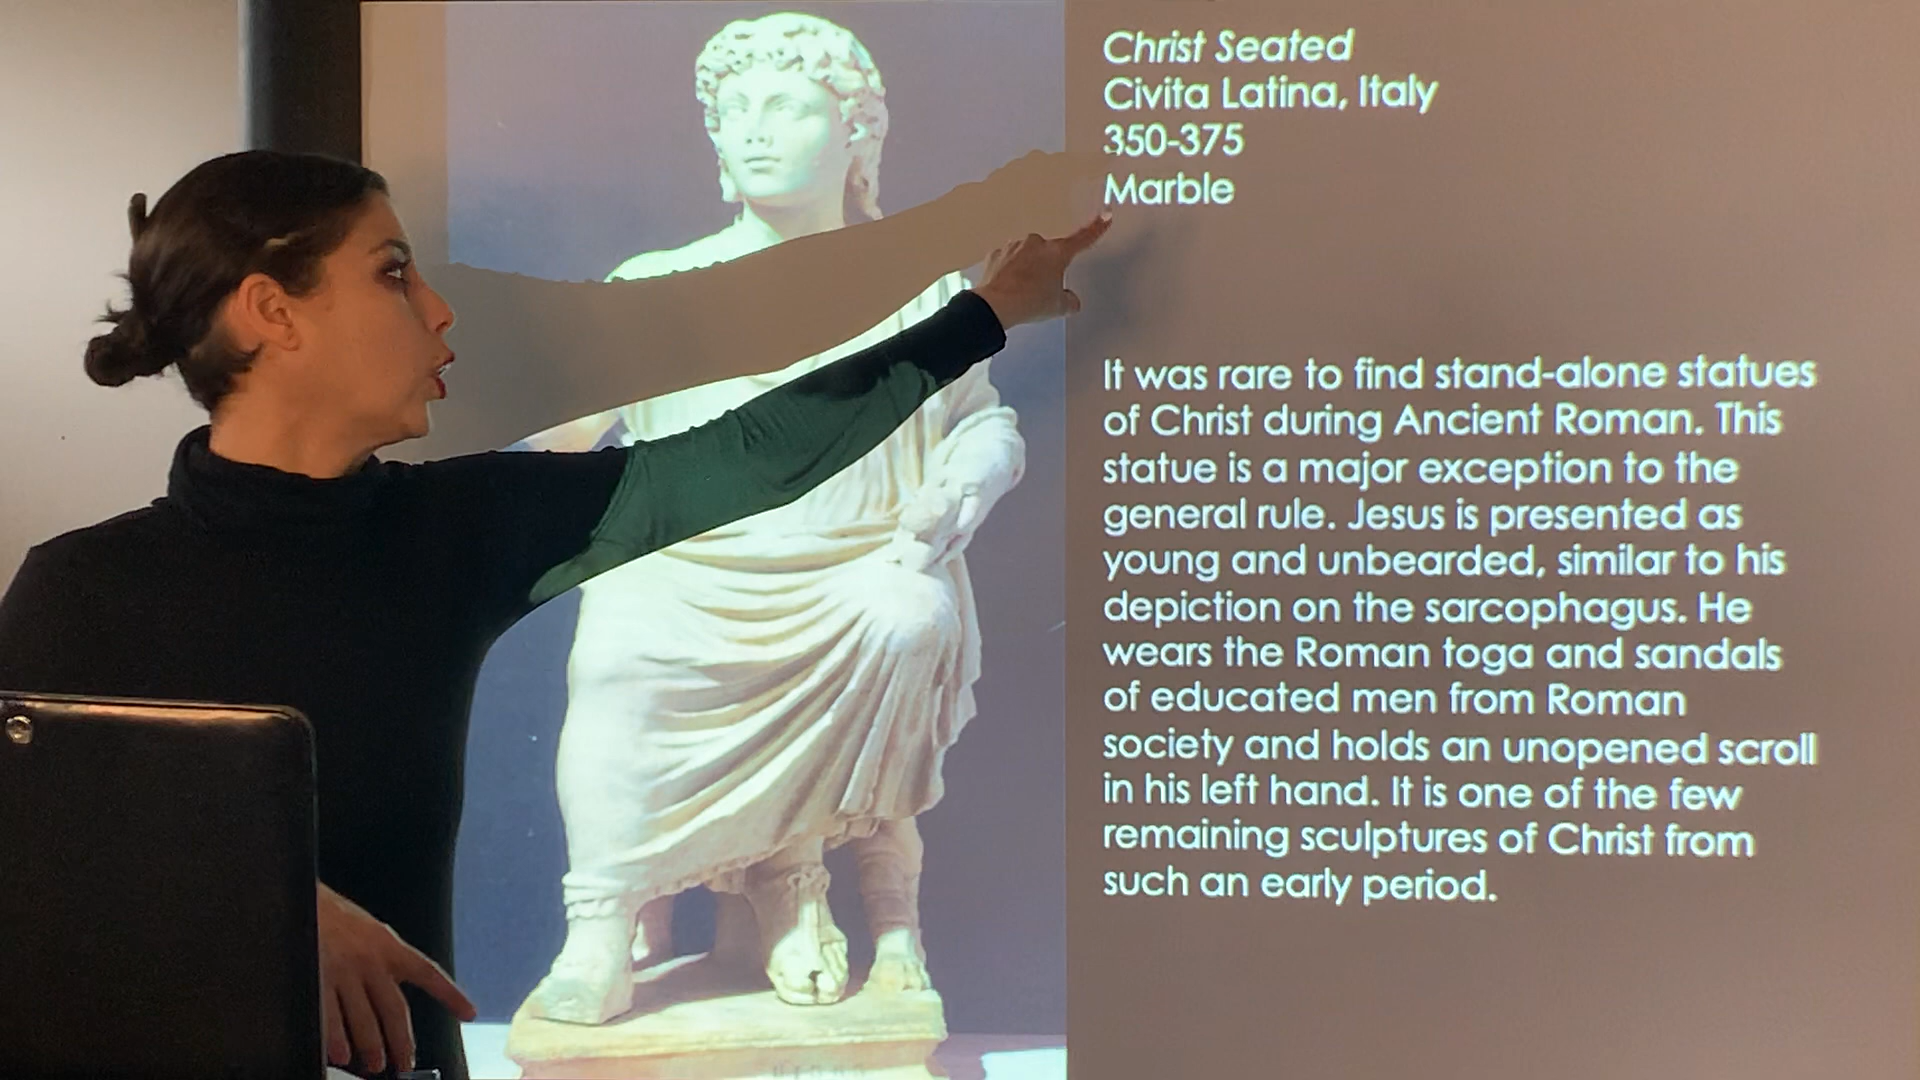 Christ Seated
Civita Latina, Italy
350-375
Marble
It was rare to find stand-alone statues
of Christ during Ancient Roman. This
statue is a major exception to the
general rule. Jesus is presented as
young and unbearded, similar to his
depiction on the sarcophagus. He
wears the Roman toga and sandals
of educated men from Roman
society and holds an unopened scroll
in his left hand. It is one of the few
remaining sculptures of Christ from
such an early period.